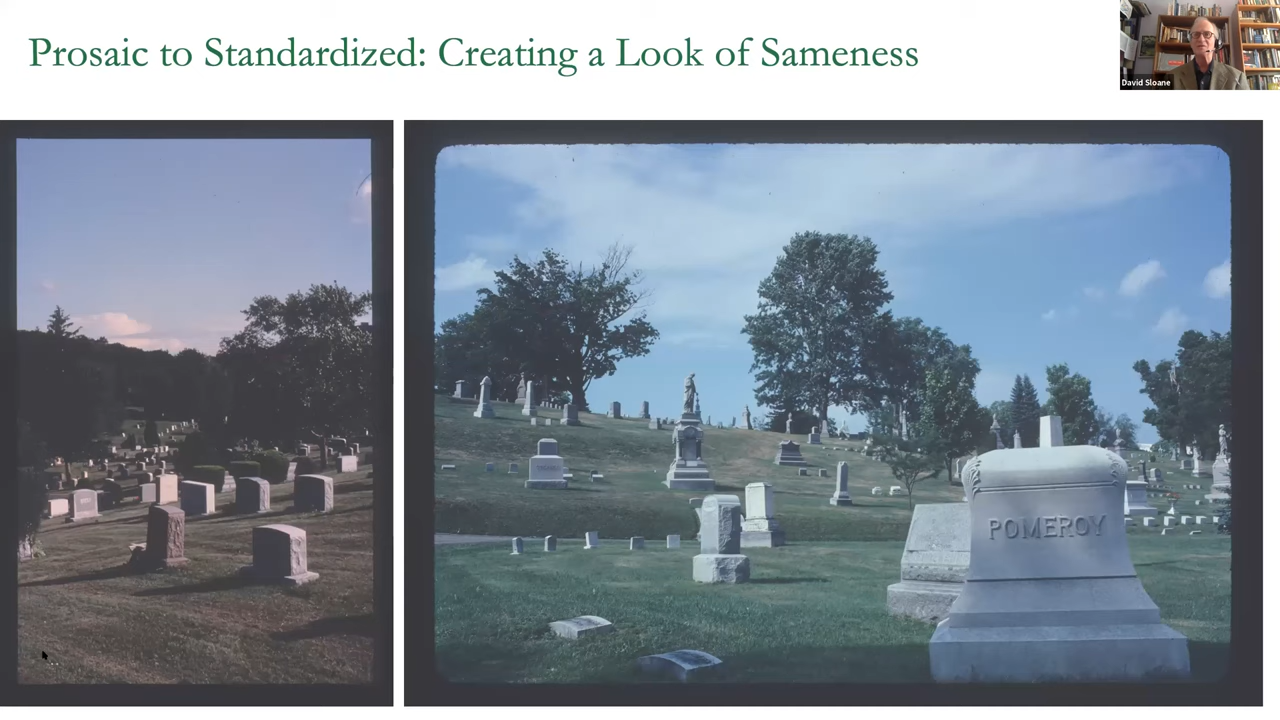 Prosaic to Standardized: Creating a Look of Sameness
David Sloane
POMEROY